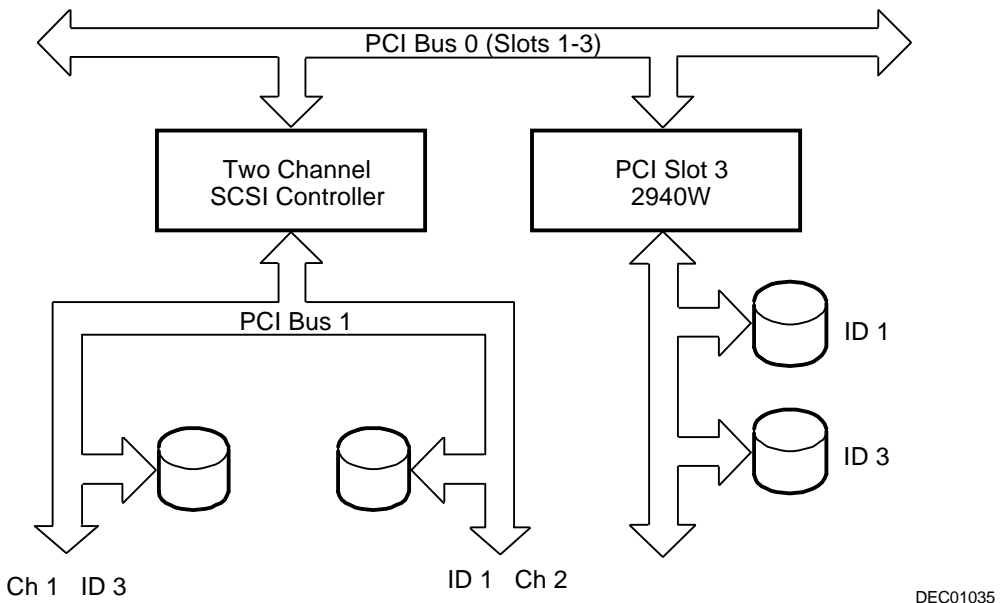 PCI Bus 0 (Slots 1-3)
Two Channel
SCSI Controller
PCI Slot 3
2940W
PCI Bus 1
ID 1
ID 3
Ch 1 ID 3
ID 1 Ch 2
DEC01035